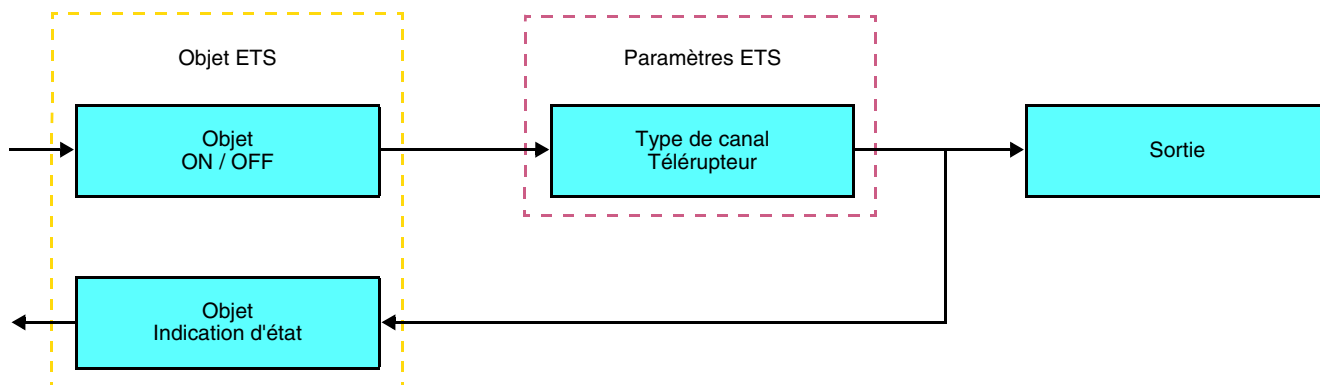 Objet ETS
Paramètres ETS
Objet
ON / OFF
Type de canal
Télérupteur
Sortie
Objet
Indication d'état